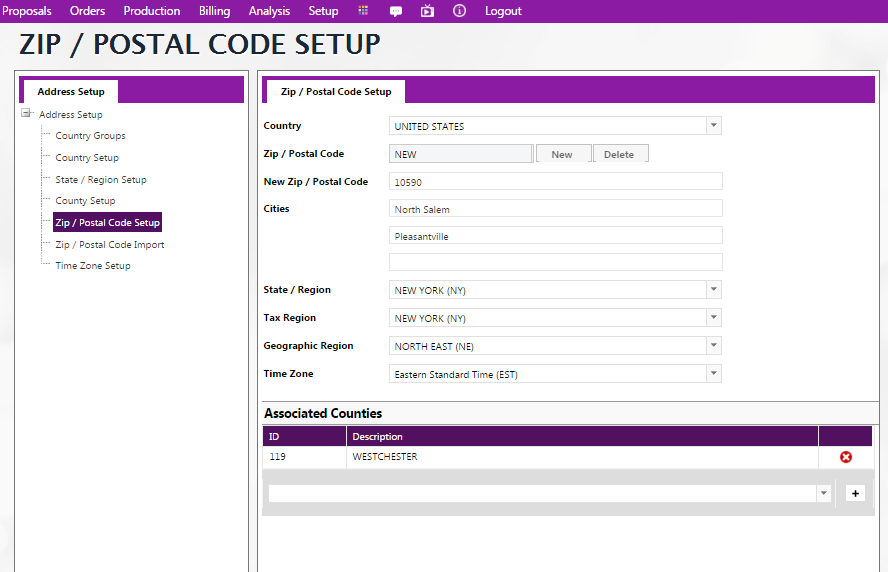 Proposals Orders Production Billing Analysis Setup Logout
ZIP / POSTAL CODE SETUP
Address Setup
Address Setup
Country Groups
Country Setup
State / Region Setup
County Setup
Zip / Postal Code Setup
Zip / Postal Code Import
Time Zone Setup
Zip / Postal Code Setup
Country UNITED STATES
Zip / Postal Code NEW New Delete
New Zip / Postal Code 10590
Cities North Salem
Pleasantville
State / Region NEW YORK (NY)
Tax Region NEW YORK (NY)
Geographic Region NORTH EAST (NE)
Time Zone Eastern Standard Time (EST)
Associated Counties
ID Description
119 WESTCHESTER